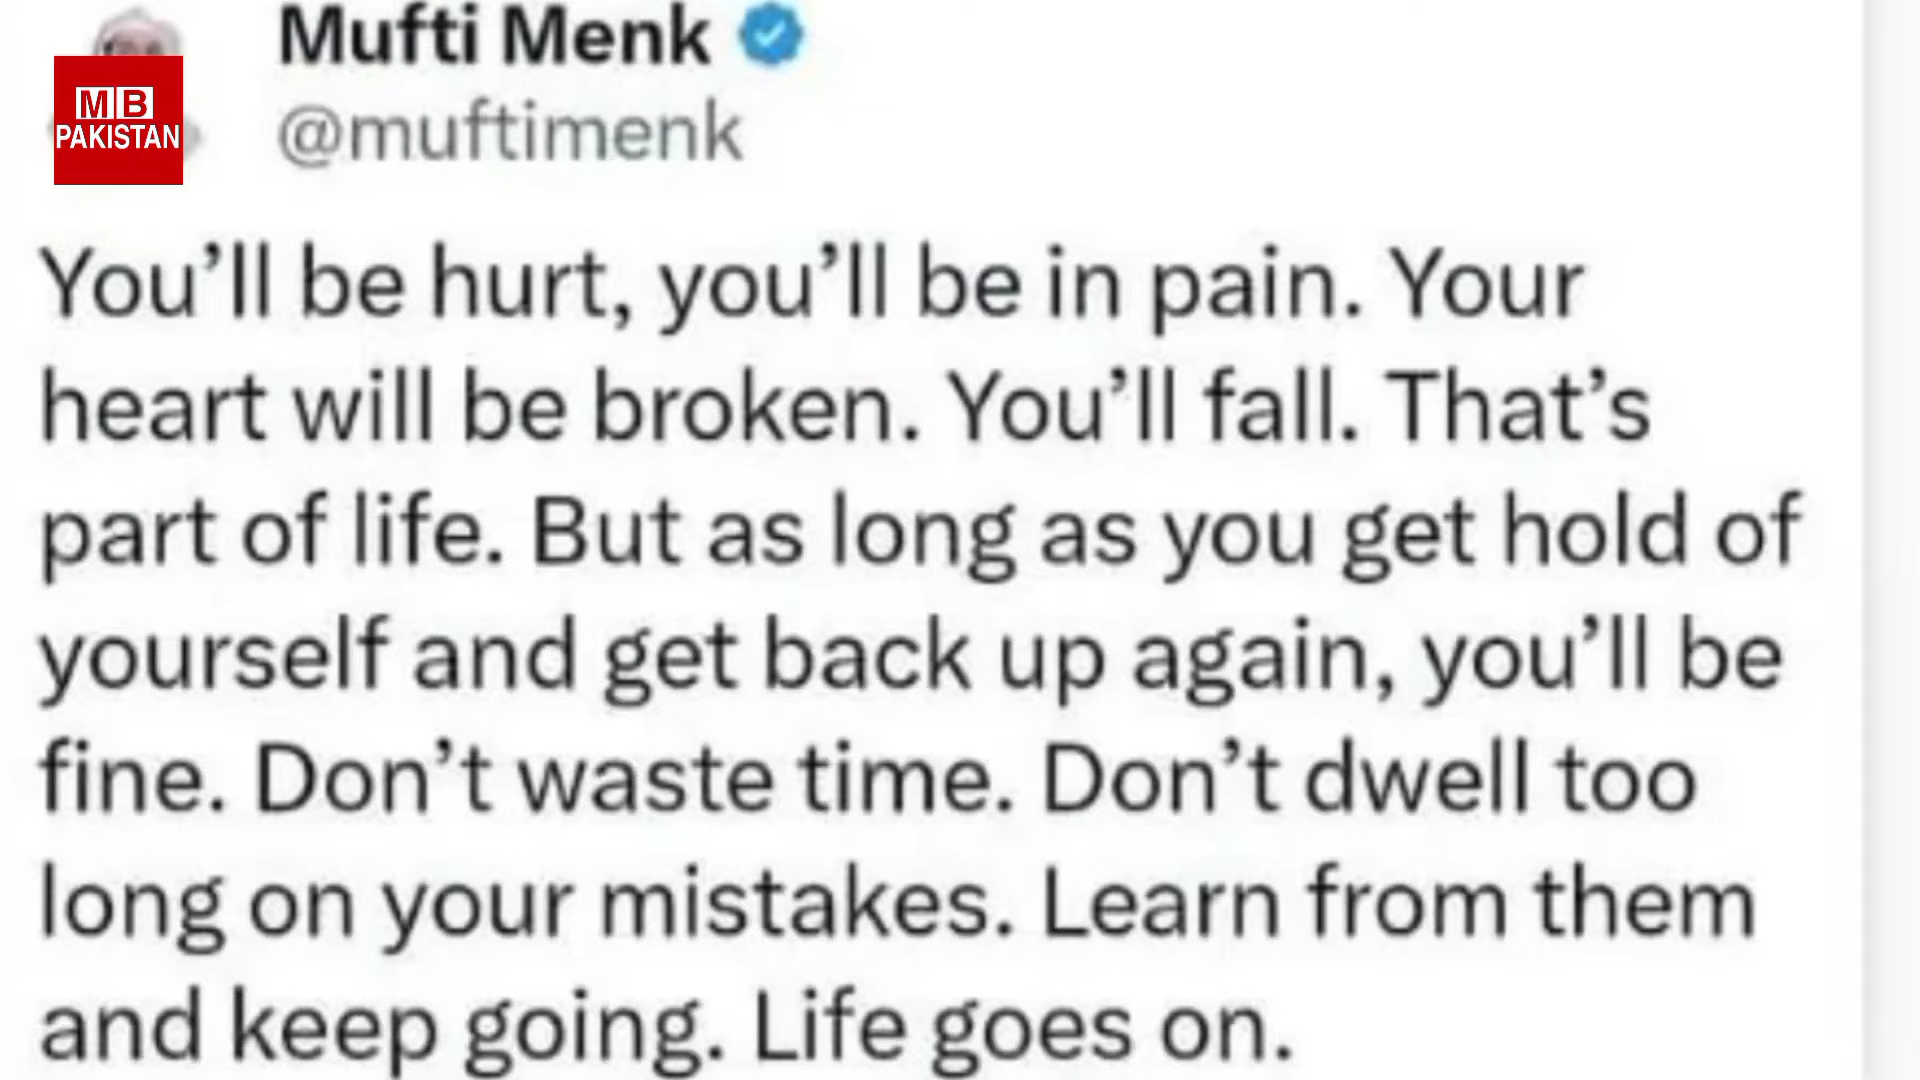 Mufti Menk
MB
PAKISTAN
@muftimenk
You’ll be hurt, you’ll be in pain. Your
heart will be broken. You’ll fall. That’s
part of life. But as long as you get hold of
yourself and get back up again, you’ll be
fine. Don’t waste time. Don’t dwell too
long on your mistakes. Learn from them
and keep going. Life goes on.